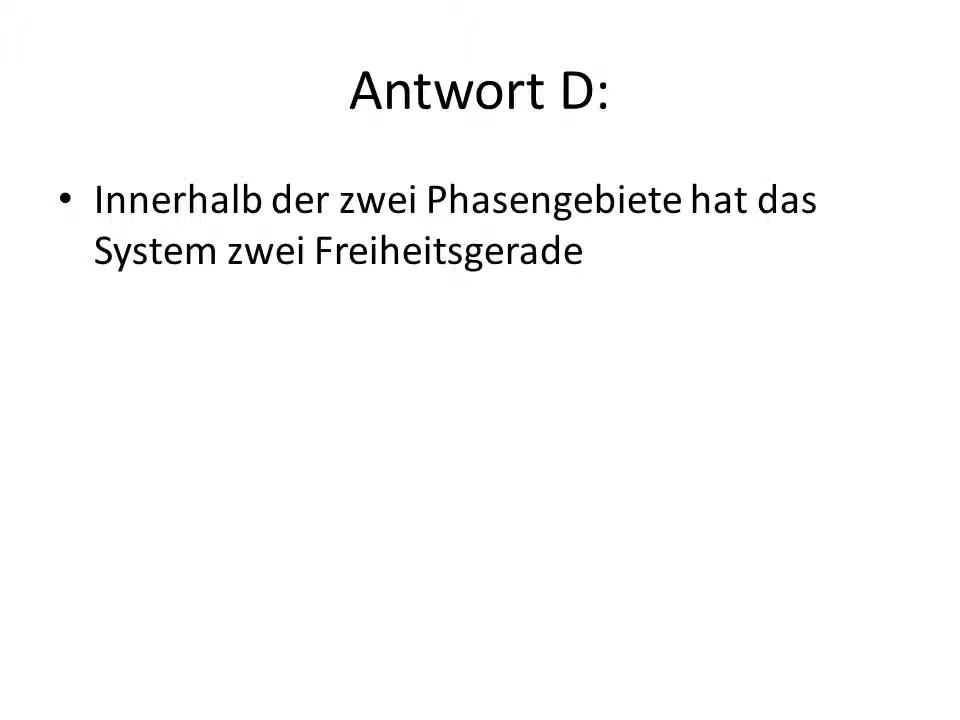 Antwort D:
• Innerhalb der zwei Phasengebiete hat das
System zwei Freiheitsgerade